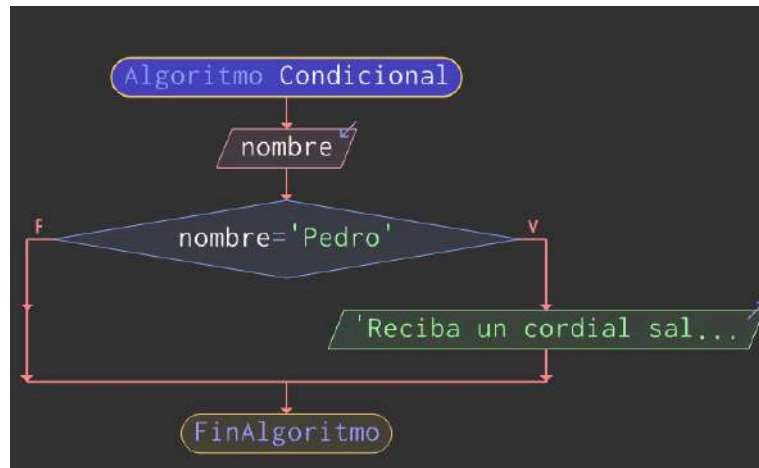 Algoritmo Condicional
nombre
nombre='Pedro'
F
V
'Reciba un cordial sal...
FinAlgoritmo